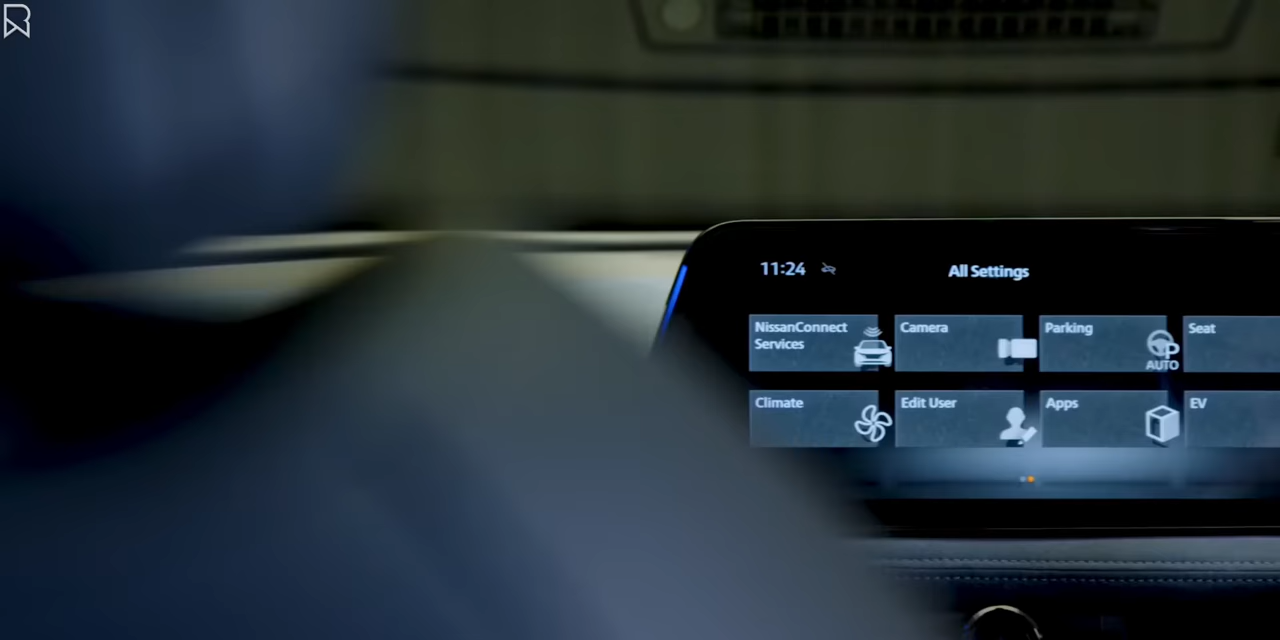 11:24
All Settings
NissanConnect
Services
Camera
Parking
AUTO
Seat
Climate
Edit User
Apps
EV